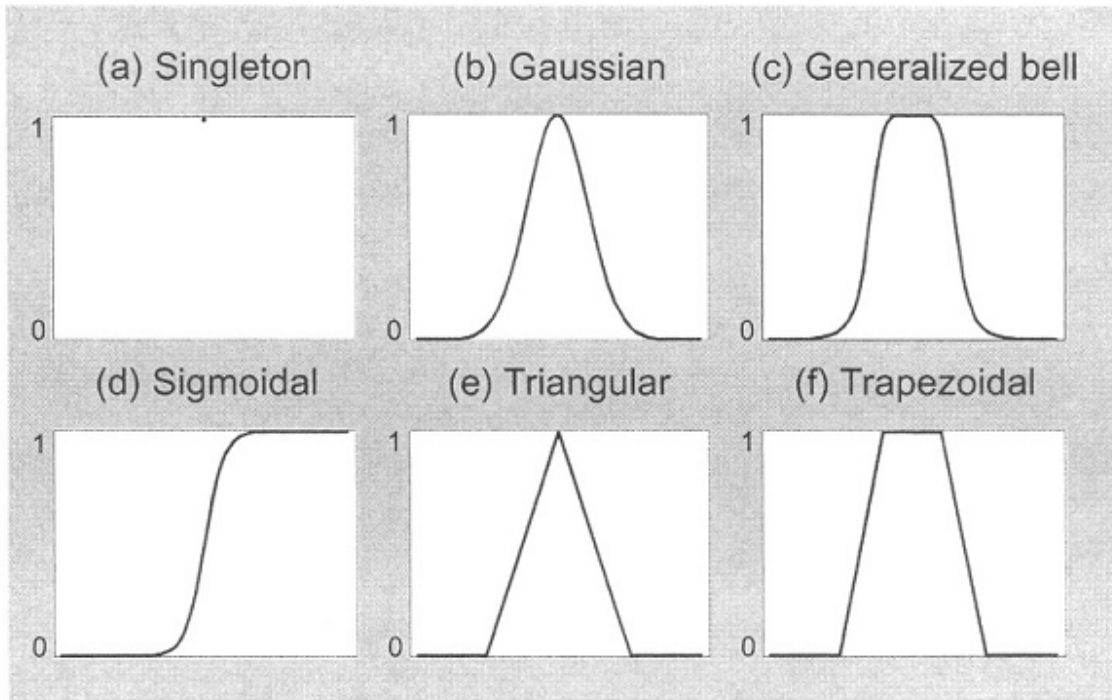 (a) Singleton
(b) Gaussian
(c) Generalized bell
1
0
1
0
1
0
(d) Sigmoidal
(e) Triangular
(f) Trapezoidal
1
0
1
0
1
0